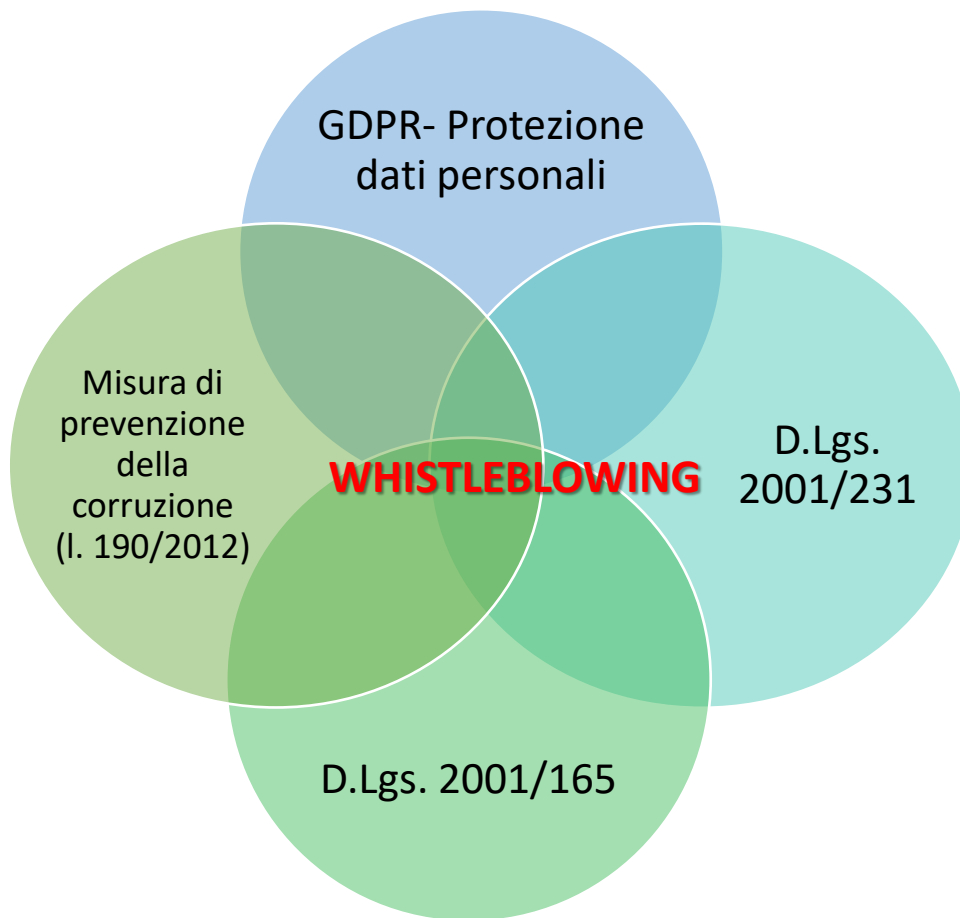 GDPR- Protezione
dati personali
Misura di
prevenzione
della
corruzione
(l. 190/2012)
WHISTLEBLOWING
D.Lgs.
2001/231
D.Lgs. 2001/165